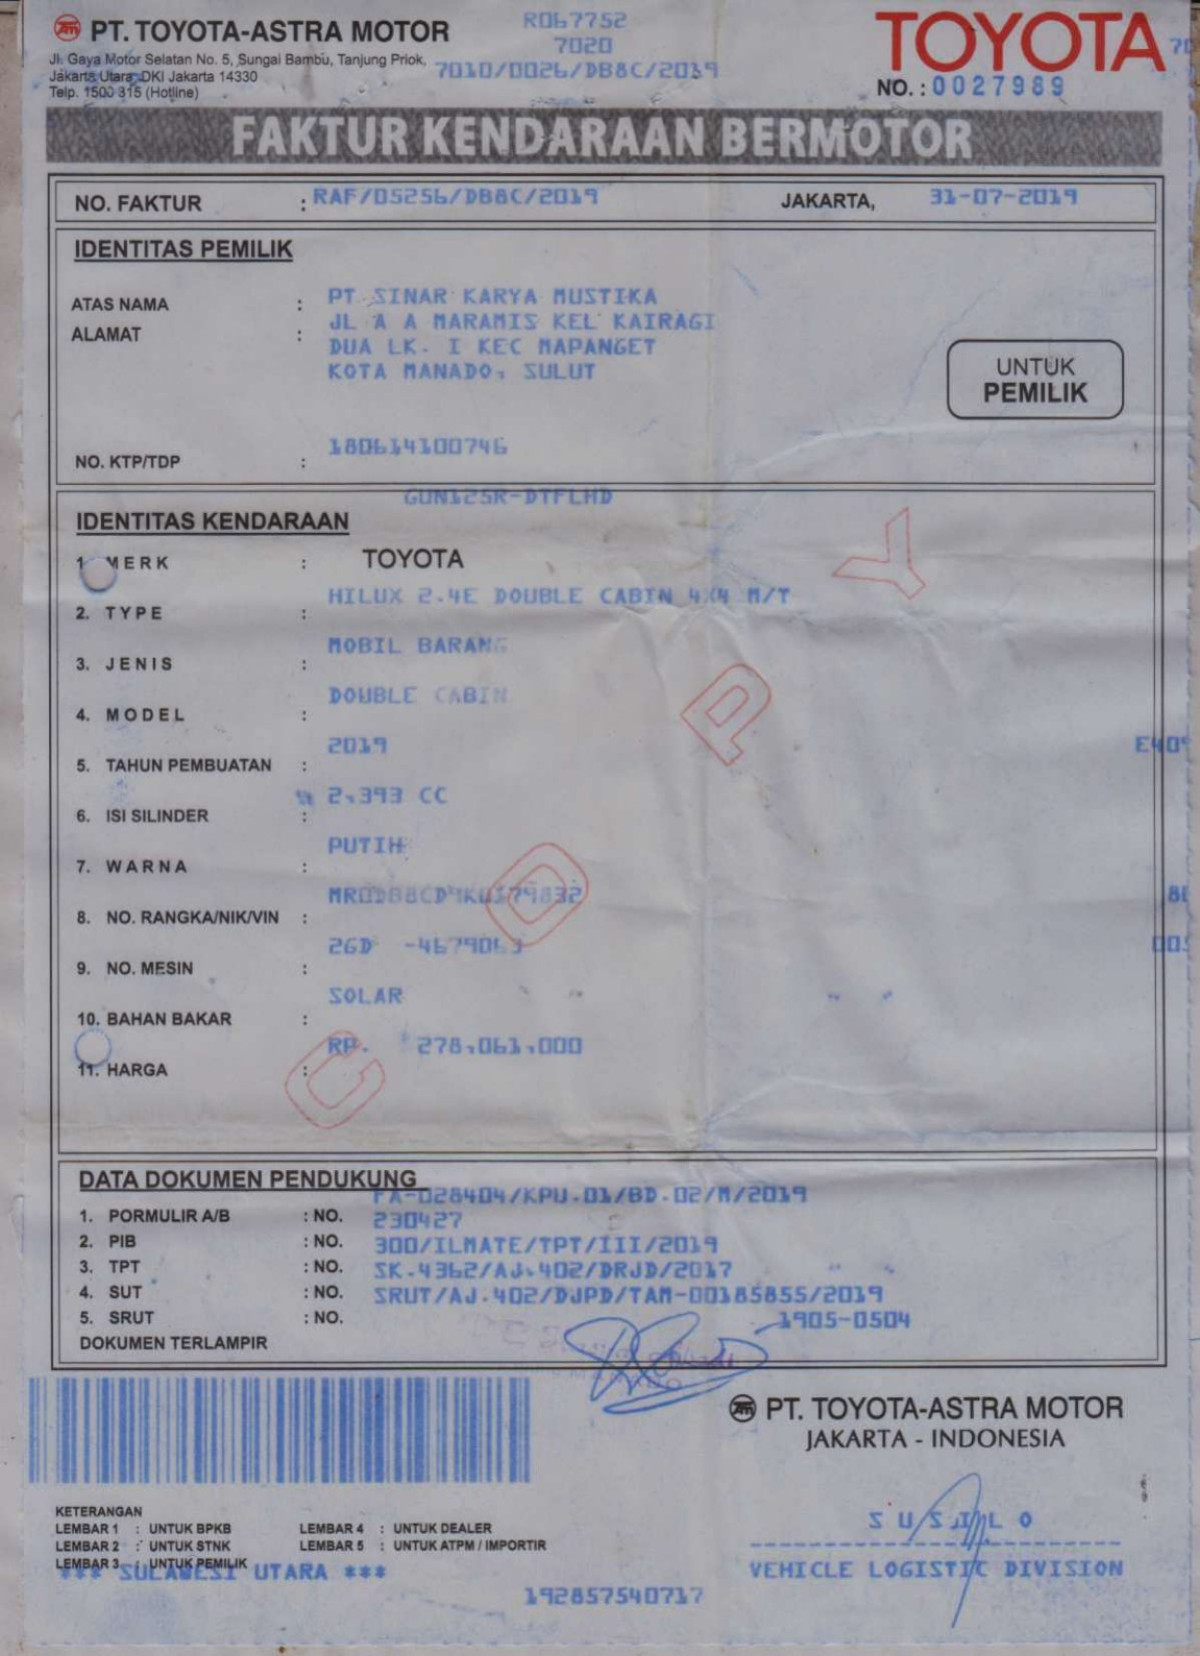 PT. TOYOTA-ASTRA MOTOR
Jl. Gaya Motor Selatan No. 5, Sungai Bambu, Tanjung Priok,
Jakarta Utara, DKI Jakarta 14330
Telp. 1500 315 (Hotline)
R067752
7020
7010/0026/DB8C/2019
TOYOTA
NO. : 0027989
FAKTUR KENDARAAN BERMOTOR
NO. FAKTUR : RAF/05256/DB8C/2019 JAKARTA, 31-07-2019
IDENTITAS PEMILIK
ATAS NAMA : PT SINAR KARYA MUSTIKA
ALAMAT : JL A A MARAMIS KEL KAIRAGI
DUA LK. I KEC MAPANGET
KOTA MANADO, SULUT
UNTUK
PEMILIK
NO. KTP/TDP : 180614100746
GUN125R-DTFLHD
IDENTITAS KENDARAAN
1. MERK : TOYOTA
2. TYPE : HILUX 2.4E DOUBLE CABIN 4X4 M/T
3. JENIS : MOBIL BARANG
4. MODEL : DOUBLE CABIN
5. TAHUN PEMBUATAN : 2019
6. ISI SILINDER : 2,393 CC
7. WARNA : PUTIH
8. NO. RANGKA/NIK/VIN :
9. NO. MESIN : 2GD
10. BAHAN BAKAR : SOLAR
11. HARGA : RP. 278,061,000
COPY
DATA DOKUMEN PENDUKUNG
FA-028404/KPU.01/BD.02/M/2019
1. PORMULIR A/B : NO. 230427
2. PIB : NO. 300/ILMATE/TPT/III/2019
3. TPT : NO. SK.4362/AJ.402/DRJD/2017
4. SUT : NO. SRUT/AJ.402/DJPD/TAM-00185855/2019
5. SRUT : NO. 1905-0504
DOKUMEN TERLAMPIR
PT. TOYOTA-ASTRA MOTOR
JAKARTA - INDONESIA
KETERANGAN
LEMBAR 1 : UNTUK BPKB LEMBAR 4 : UNTUK DEALER
LEMBAR 2 : UNTUK STNK LEMBAR 5 : UNTUK ATPM / IMPORTIR
LEMBAR 3 : UNTUK PEMILIK
*** SULAWESI UTARA ***
192857540717
SUSILO
VEHICLE LOGISTIC DIVISION